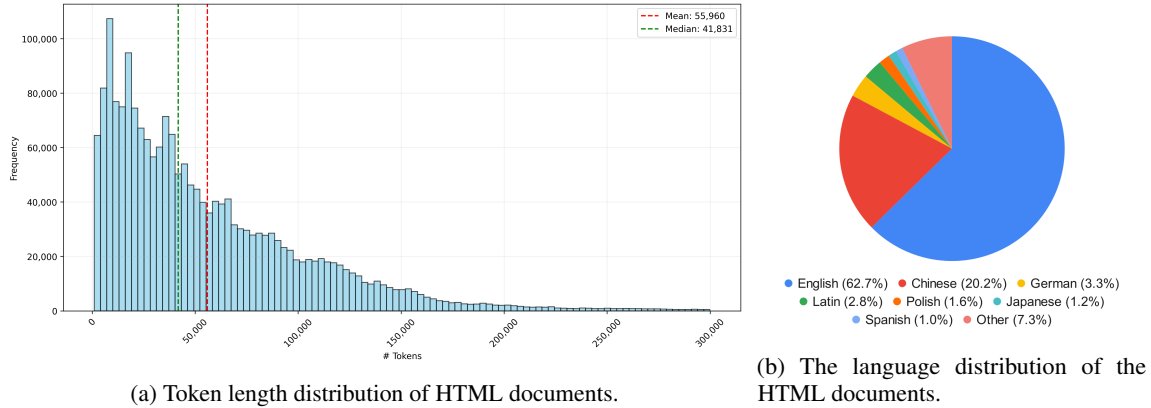 Mean: 55,960
Median: 41,831
100,000
80,000
60,000
40,000
20,000
0
Frequency
0
50,000
100,000
150,000
200,000
250,000
300,000
# Tokens
(a) Token length distribution of HTML documents.
English (62.7%) Chinese (20.2%) German (3.3%)
Latin (2.8%) Polish (1.6%) Japanese (1.2%)
Spanish (1.0%) Other (7.3%)
(b) The language distribution of the
HTML documents.